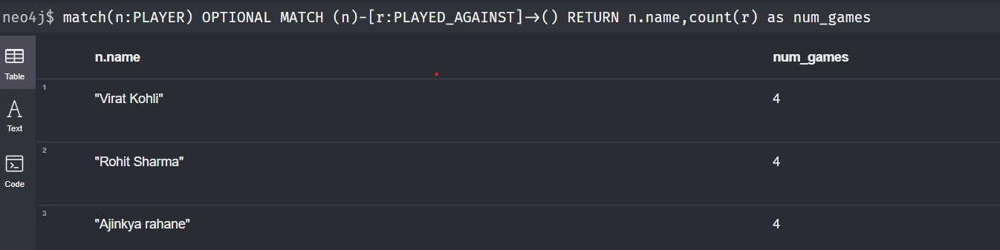 neo4j$ match(n:PLAYER) OPTIONAL MATCH (n)-[r:PLAYED_AGAINST]->() RETURN n.name,count(r) as num_games
n.name num_games
Table
1 "Virat Kohli" 4
Text
2 "Rohit Sharma" 4
Code
3 "Ajinkya rahane" 4